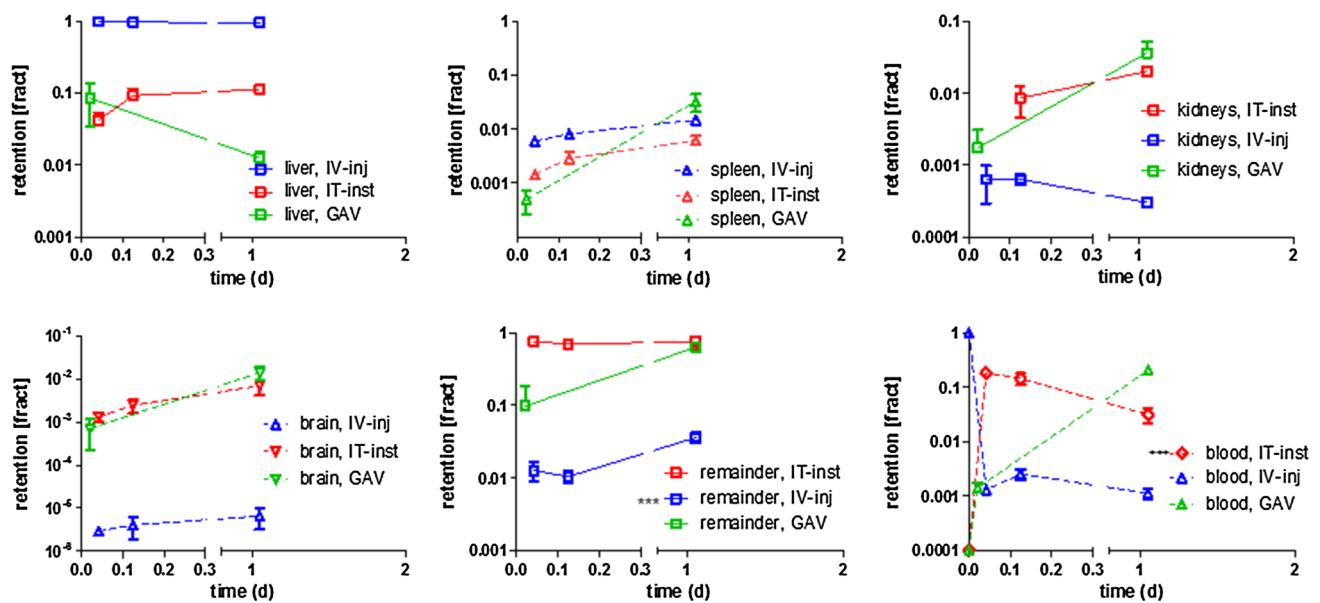 retention [fract]
1
0.1
0.01
0.001
0.0 0.1 0.2 0.3 1 2
time (d)
liver, IV-inj
liver, IT-inst
liver, GAV
retention [fract]
1
0.1
0.01
0.001
0.0 0.1 0.2 0.3 1 2
time (d)
spleen, IV-inj
spleen, IT-inst
spleen, GAV
retention [fract]
0.1
0.01
0.001
0.0001
0.0 0.1 0.2 0.3 1 2
time (d)
kidneys, IT-inst
kidneys, IV-inj
kidneys, GAV
retention [fract]
10⁻¹
10⁻²
10⁻³
10⁻⁴
0.0 0.1 0.2 0.3 1 2
time (d)
brain, IV-inj
brain, IT-inst
brain, GAV
retention [fract]
1
0.1
0.01
0.001
0.0 0.1 0.2 0.3 1 2
time (d)
remainder, IT-inst
*** remainder, IV-inj
remainder, GAV
retention [fract]
1
0.1
0.01
0.001
0.0001
0.0 0.1 0.2 0.3 1 2
time (d)
*** blood, IT-inst
blood, IV-inj
blood, GAV